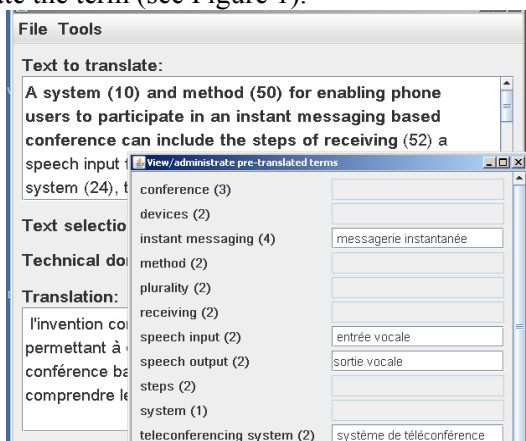 ate the term (see Figure 1).
File Tools
Text to translate:
A system (10) and method (50) for enabling phone
users to participate in an instant messaging based
conference can include the steps of receiving (52) a
speech input
system (24),
View/administrate pre-translated terms
conference (3)
devices (2)
instant messaging (4) messagerie instantanée
method (2)
plurality (2)
receiving (2)
speech input (2) entrée vocale
speech output (2) sortie vocale
steps (2)
system (1)
teleconferencing system (2) système de téléconférence
Text selectio
Technical do
Translation:
l'invention co
permettant à
conférence ba
comprendre le